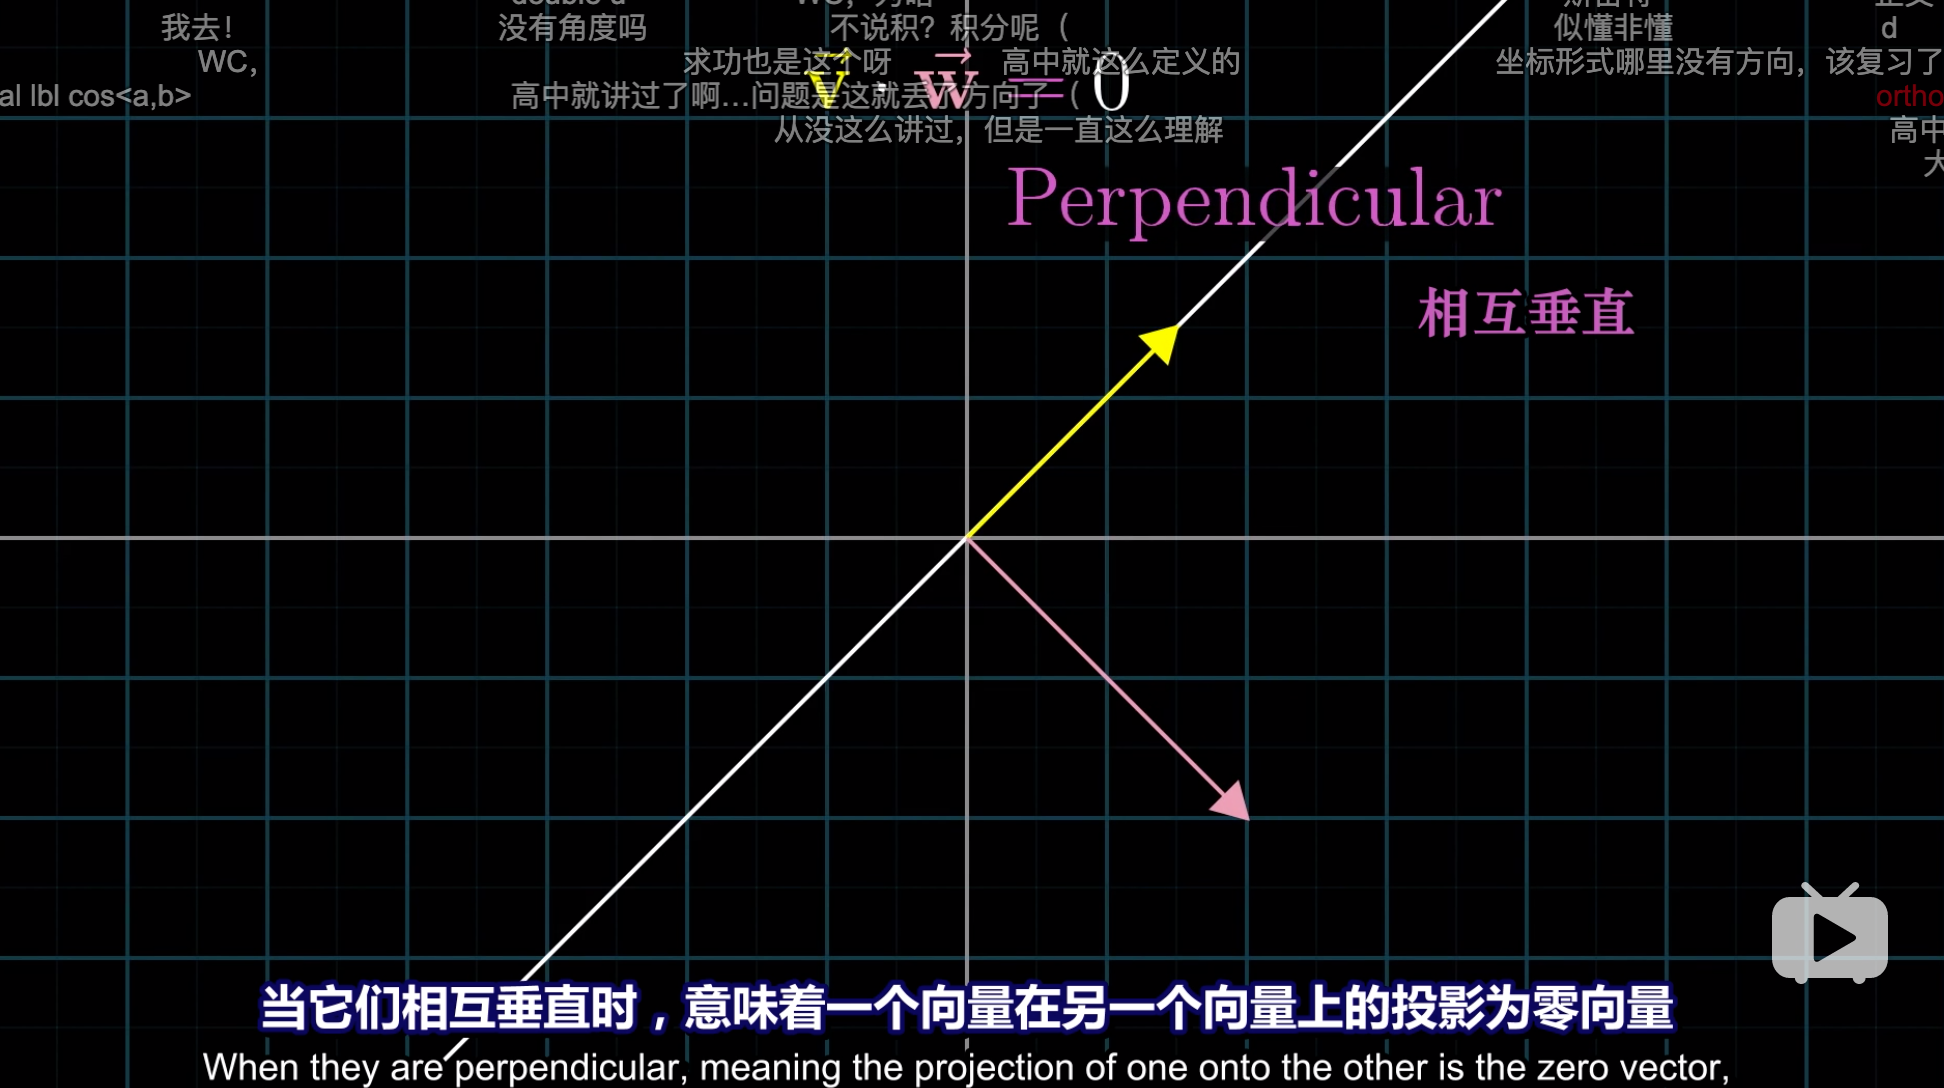 我去！
没有角度吗
不说积？积分呢（
似懂非懂
d
WC，
求功也是这个呀
高中就这么定义的
坐标形式哪里没有方向，该复习了
al lbl cos<a,b>
高中就讲过了啊…问题是这就丢了方向了（
v · w = 0
ortho
从没这么讲过，但是一直这么理解
高中
大
Perpendicular
相互垂直
当它们相互垂直时，意味着一个向量在另一个向量上的投影为零向量
When they are perpendicular, meaning the projection of one onto the other is the zero vector,